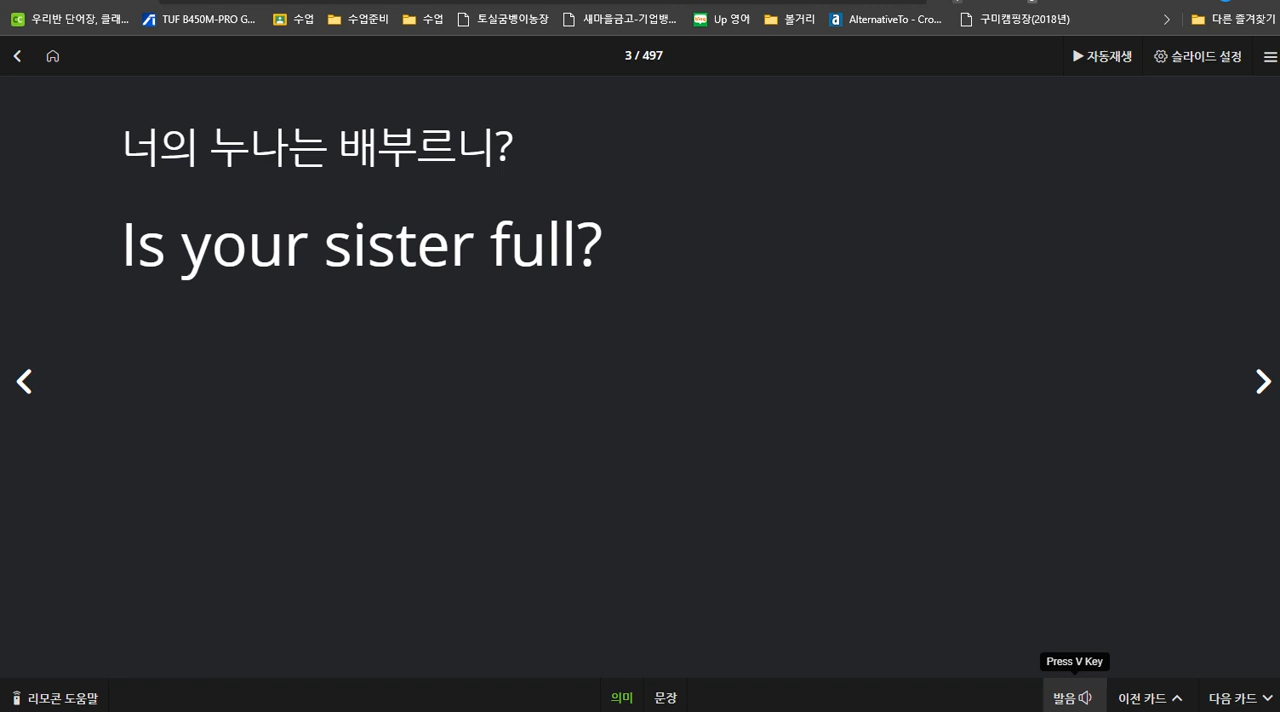 우리반 단어장, 클래... TUF B450M-PRO G... 수업 수업준비 수업 토실굼벵이농장 새마을금고-기업뱅... Up 영어 볼거리 AlternativeTo - Cro... 구미캠핑장(2018년) 다른 즐겨찾기
3 / 497 자동재생 슬라이드 설정
너의 누나는 배부르니?
Is your sister full?
Press V Key
리모콘 도움말 의미 문장 발음 이전 카드 다음 카드